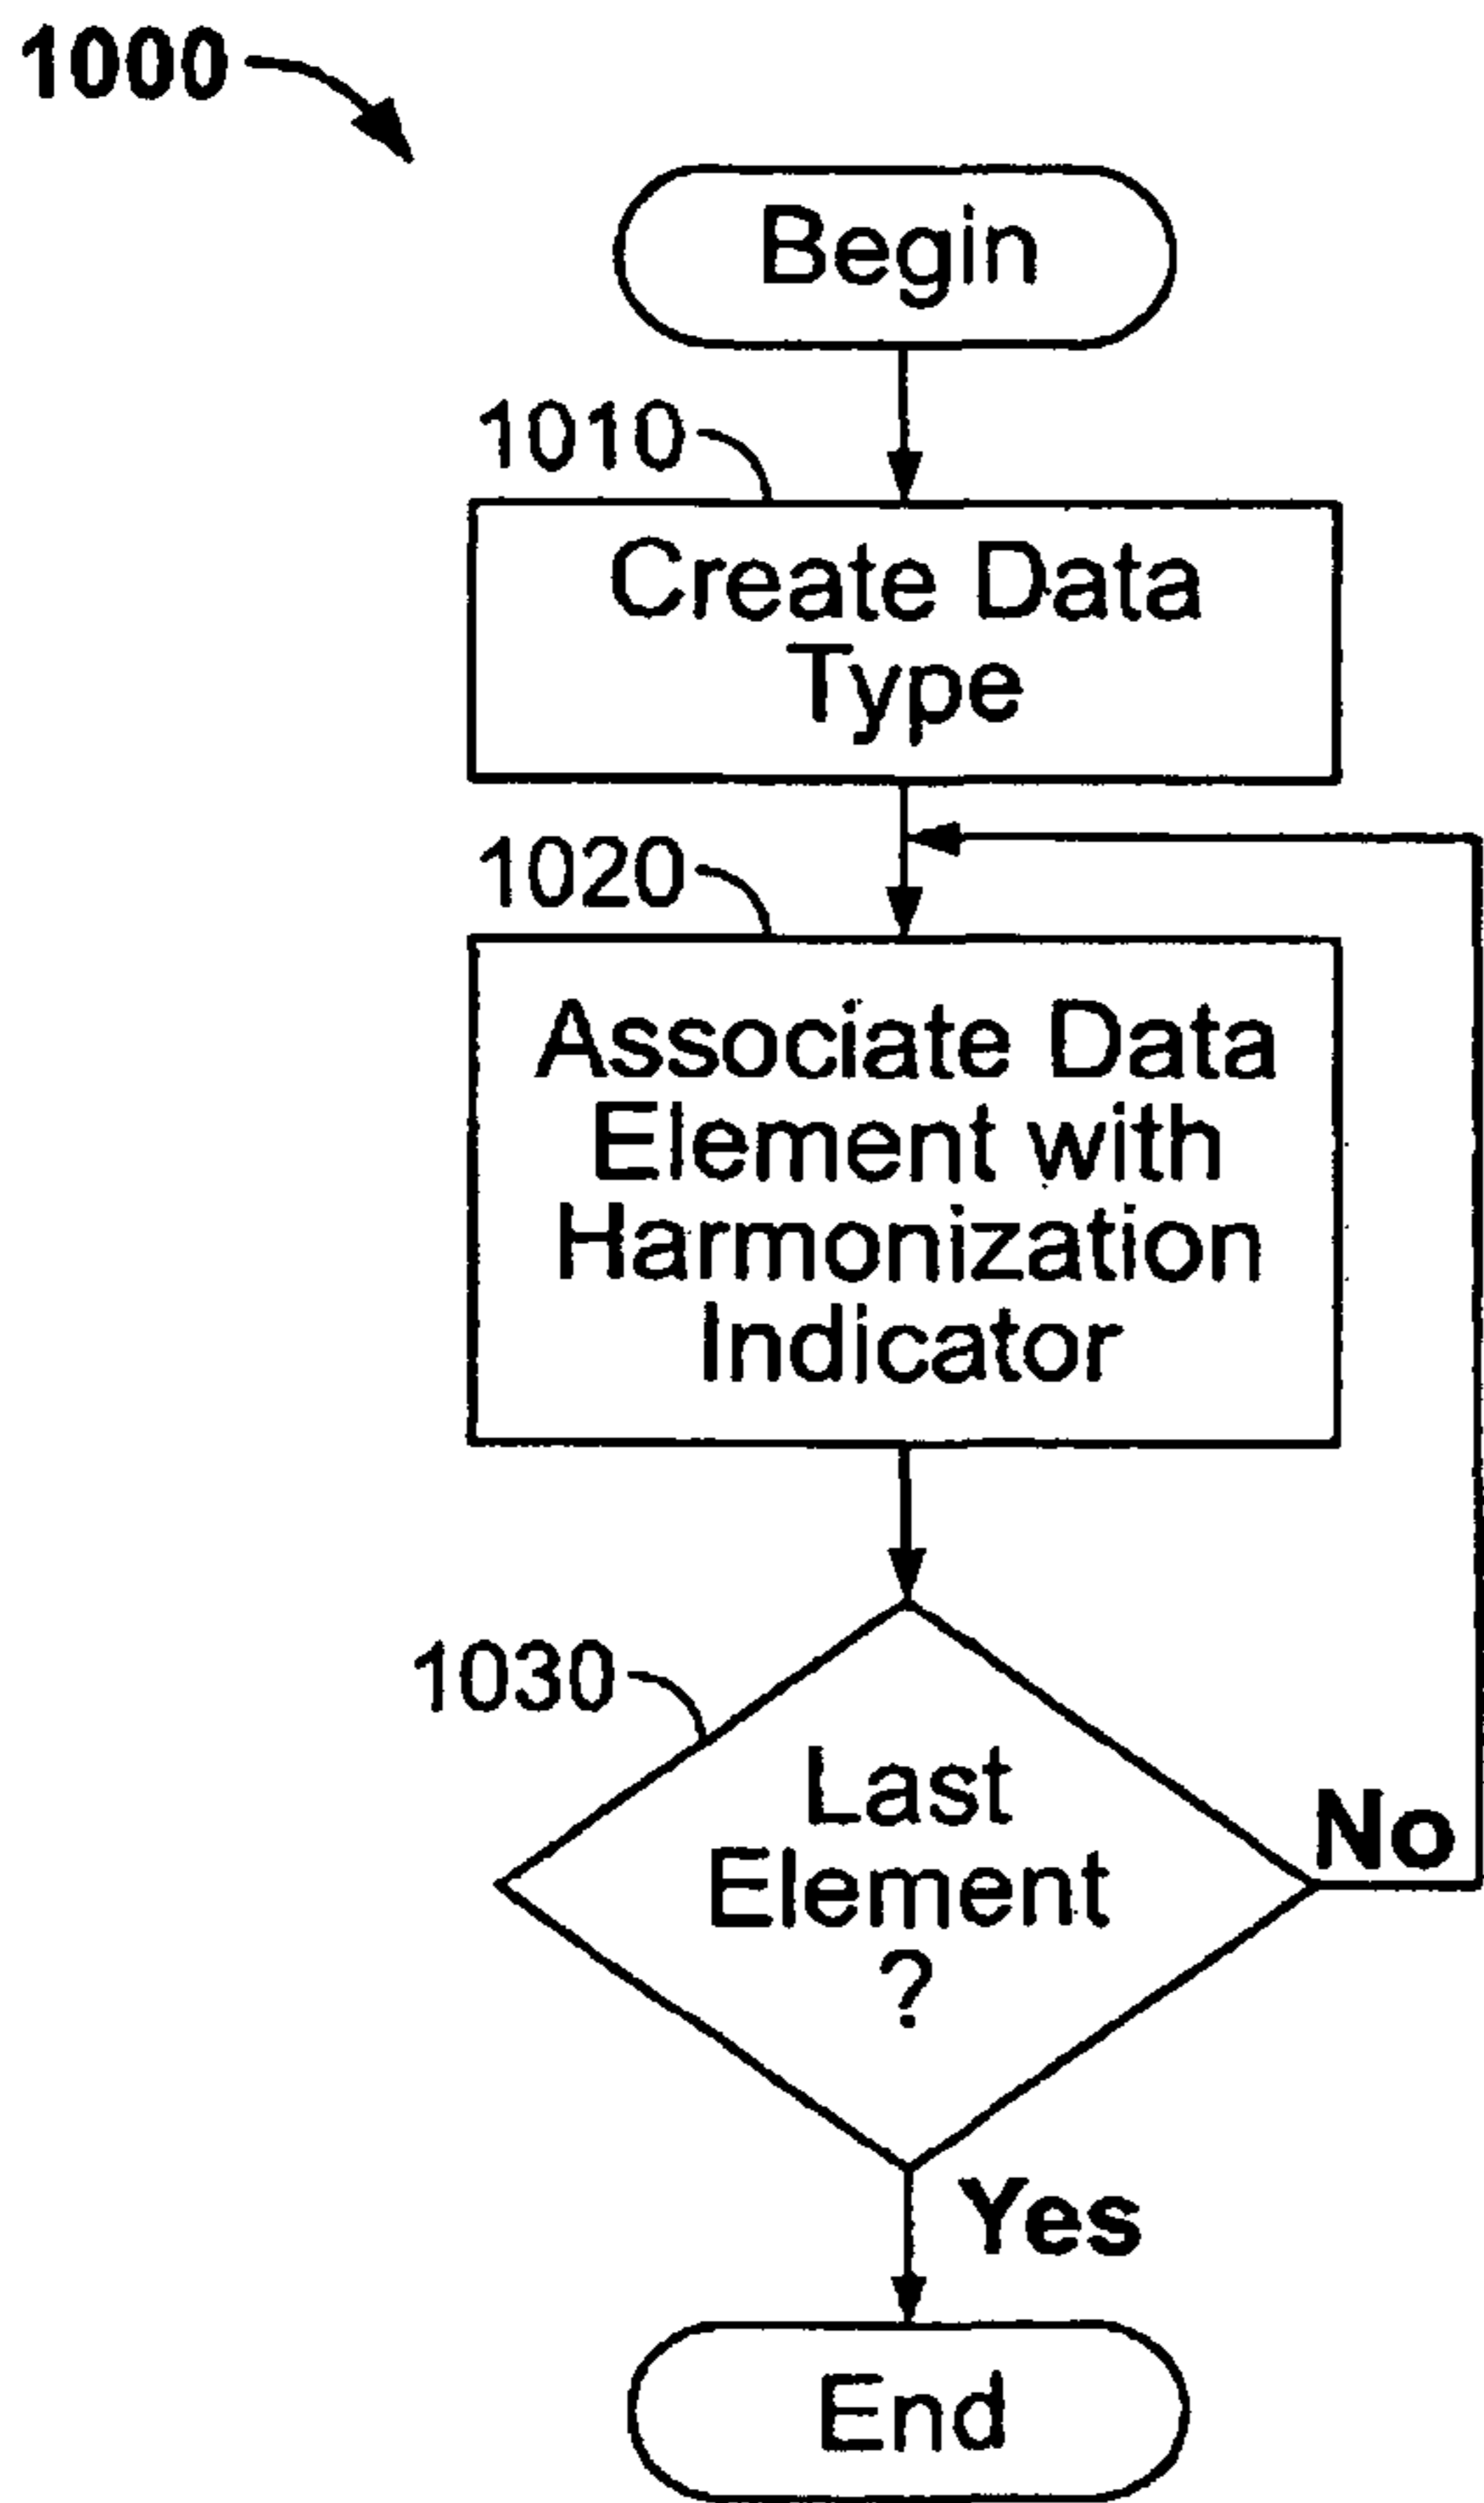 1000
Begin
1010
Create Data
Type
1020
Associate Data
Element with
Harmonization
Indicator
1030
Last
Element
?
No
Yes
End